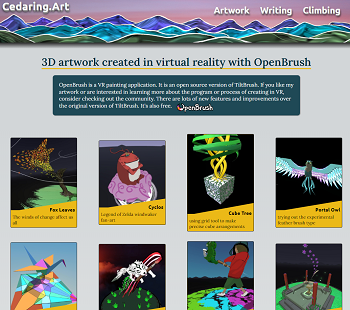 Cedaring.Art
Artwork Writing Climbing
3D artwork created in virtual reality with OpenBrush
OpenBrush is a VR painting application. It is an open source version of TiltBrush. If you like my
artwork or are interested in learning more about the program or process of creating in VR,
consider checking out the community. There are lots of new features and improvements over
the original version of TiltBrush. It's also free. OpenBrush
Fox Leaves
The winds of change affect us
all
Cyclos
Legend of Zelda windwaker
fan-art
Cube Tree
using grid tool to make
precise cube arrangements
Portal Owl
trying out the experimental
feather brush type.